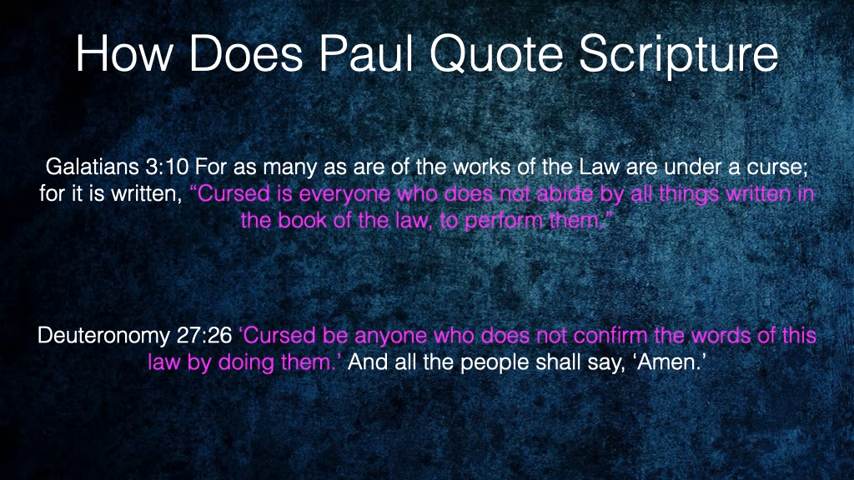 How Does Paul Quote Scripture
Galatians 3:10 For as many as are of the works of the Law are under a curse;
for it is written, “Cursed is everyone who does not abide by all things written in
the book of the law, to perform them.”
Deuteronomy 27:26 ‘Cursed be anyone who does not confirm the words of this
law by doing them.’ And all the people shall say, ‘Amen.’